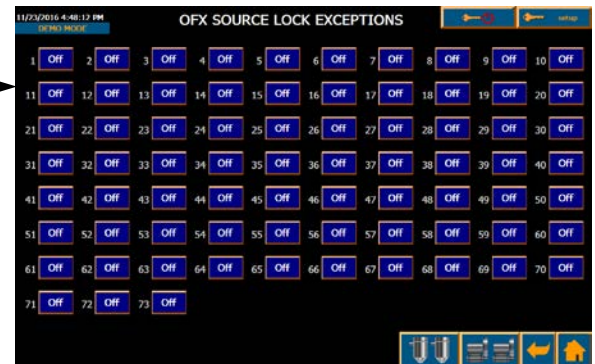 11/23/2016 4:48:12 PM
DEMO MODE
OFX SOURCE LOCK EXCEPTIONS
setup
1 Off 2 Off 3 Off 4 Off 5 Off 6 Off 7 Off 8 Off 9 Off 10 Off
11 Off 12 Off 13 Off 14 Off 15 Off 16 Off 17 Off 18 Off 19 Off 20 Off
21 Off 22 Off 23 Off 24 Off 25 Off 26 Off 27 Off 28 Off 29 Off 30 Off
31 Off 32 Off 33 Off 34 Off 35 Off 36 Off 37 Off 38 Off 39 Off 40 Off
41 Off 42 Off 43 Off 44 Off 45 Off 46 Off 47 Off 48 Off 49 Off 50 Off
51 Off 52 Off 53 Off 54 Off 55 Off 56 Off 57 Off 58 Off 59 Off 60 Off
61 Off 62 Off 63 Off 64 Off 65 Off 66 Off 67 Off 68 Off 69 Off 70 Off
71 Off 72 Off 73 Off